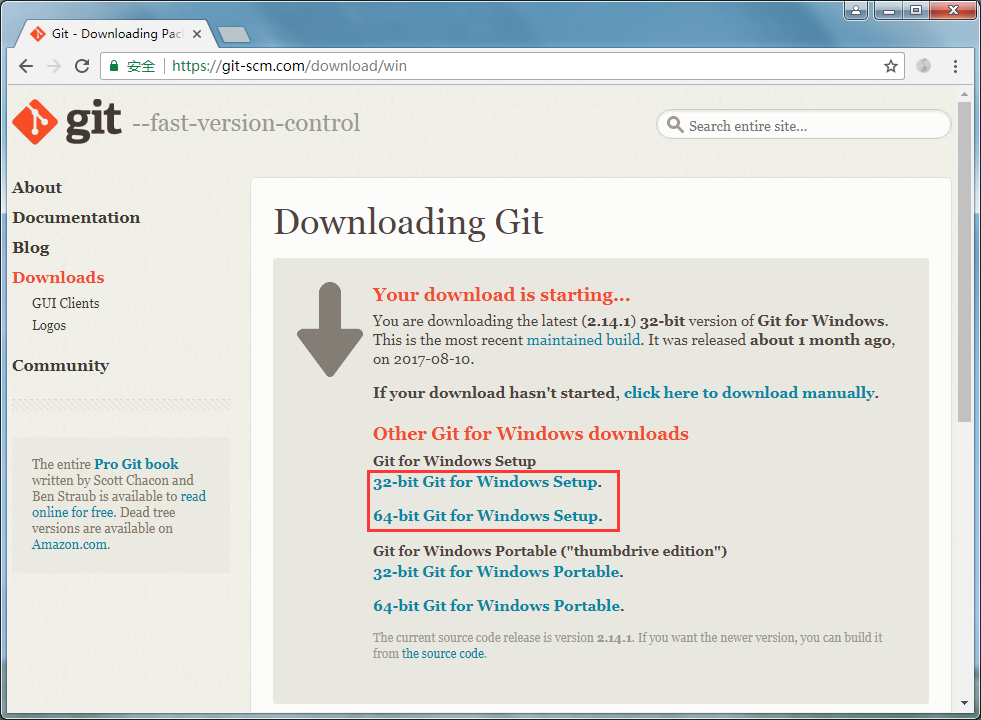 Git - Downloading Pac
安全
https://git-scm.com/download/win
git --fast-version-control
Search entire site...
About
Documentation
Blog
Downloads
GUI Clients
Logos
Community
The entire Pro Git book
written by Scott Chacon and
Ben Straub is available to read
online for free. Dead tree
versions are available on
Amazon.com.
Downloading Git
Your download is starting...
You are downloading the latest (2.14.1) 32-bit version of Git for Windows.
This is the most recent maintained build. It was released about 1 month ago,
on 2017-08-10.
If your download hasn't started, click here to download manually.
Other Git for Windows downloads
Git for Windows Setup
32-bit Git for Windows Setup.
64-bit Git for Windows Setup.
Git for Windows Portable ("thumbdrive edition")
32-bit Git for Windows Portable.
64-bit Git for Windows Portable.
The current source code release is version 2.14.1. If you want the newer version, you can build it
from the source code.